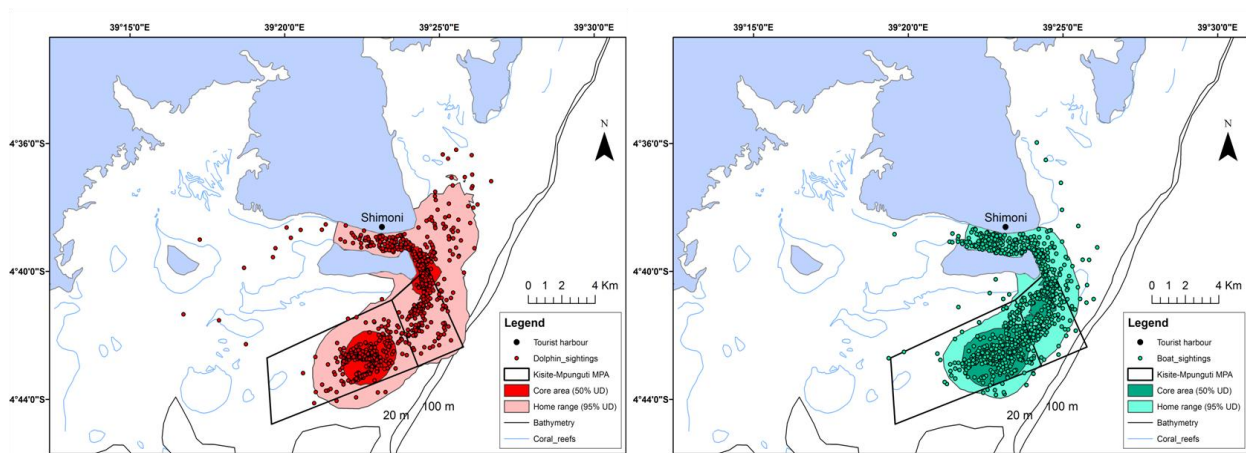 39°15'0"E 39°20'0"E 39°25'0"E 39°30'0"E
4°36'0"S
N
Shimoni
4°40'0"S
0 1 2 4 Km
Legend
Tourist harbour
Dolphin_sightings
Kisite-Mpunguti MPA
Core area (50% UD)
Home range (95% UD)
Bathymetry
Coral_reefs
4°44'0"S
20 m 100 m
39°15'0"E 39°20'0"E 39°25'0"E 39°30'0"E
4°36'0"S
N
Shimoni
4°40'0"S
0 1 2 4 Km
Legend
Tourist harbour
Boat_sightings
Kisite-Mpunguti MPA
Core area (50% UD)
Home range (95% UD)
Bathymetry
Coral_reefs
4°44'0"S
20 m 100 m